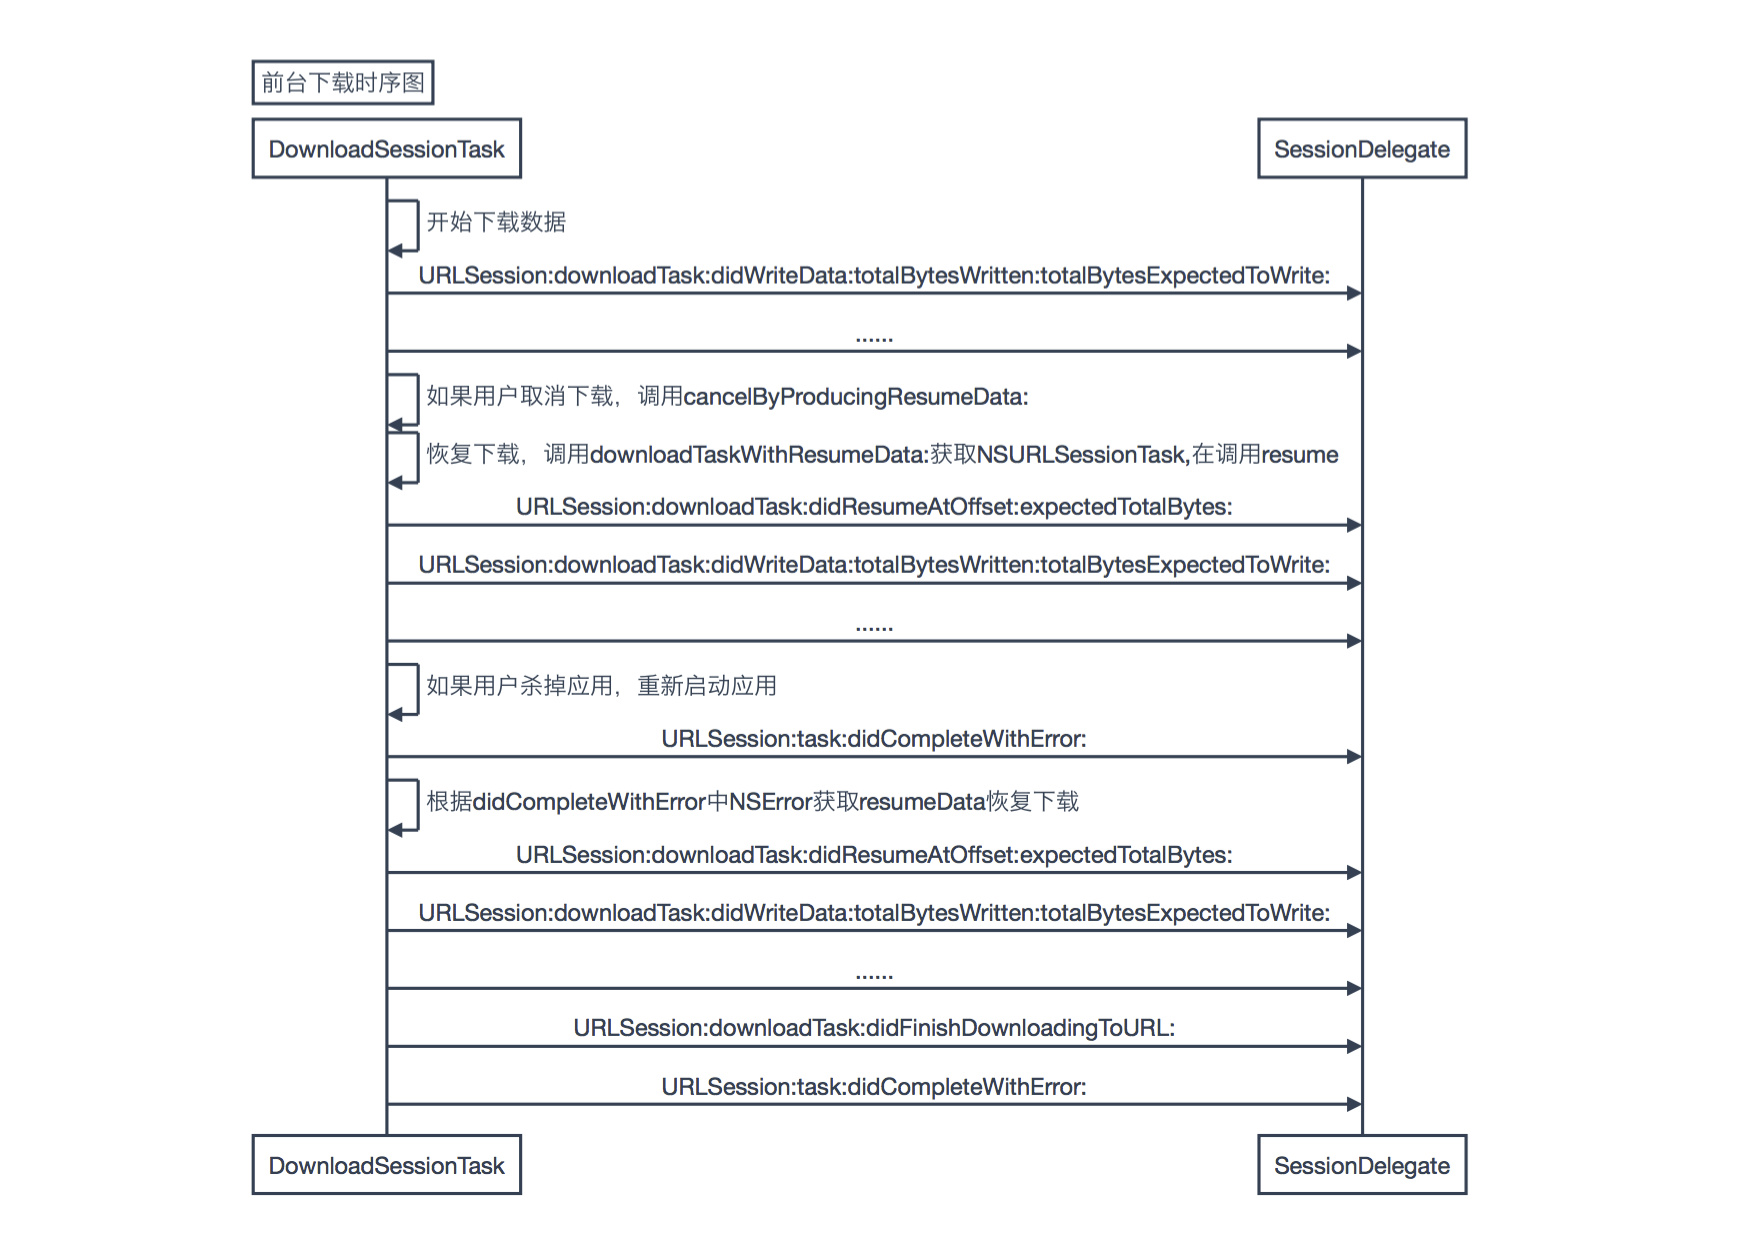 前台下载时序图
DownloadSessionTask
SessionDelegate
开始下载数据
URLSession:downloadTask:didWriteData:totalBytesWritten:totalBytesExpectedToWrite:
......
如果用户取消下载，调用cancelByProducingResumeData:
恢复下载，调用downloadTaskWithResumeData:获取NSURLSessionTask,在调用resume
URLSession:downloadTask:didResumeAtOffset:expectedTotalBytes:
URLSession:downloadTask:didWriteData:totalBytesWritten:totalBytesExpectedToWrite:
......
如果用户杀掉应用，重新启动应用
URLSession:task:didCompleteWithError:
根据didCompleteWithError中NSError获取resumeData恢复下载
URLSession:downloadTask:didResumeAtOffset:expectedTotalBytes:
URLSession:downloadTask:didWriteData:totalBytesWritten:totalBytesExpectedToWrite:
......
URLSession:downloadTask:didFinishDownloadingToURL:
URLSession:task:didCompleteWithError:
DownloadSessionTask
SessionDelegate